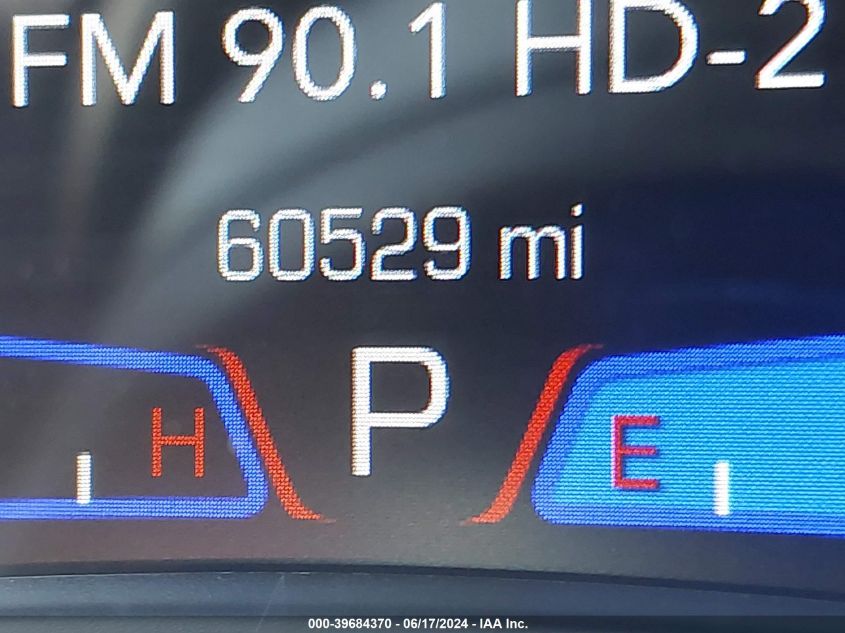 FM 90.1 HD-2
60529 mi
P
H E
000-39684370 - 06/17/2024 - IAA Inc.